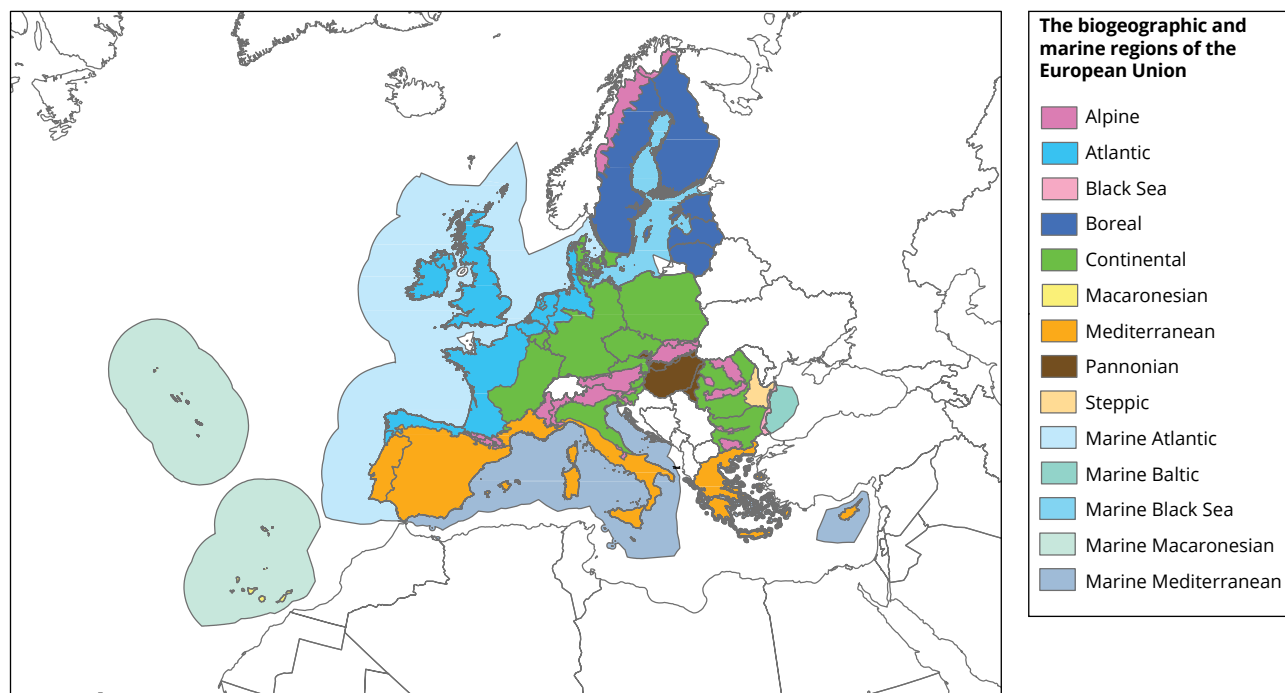 The biogeographic and
marine regions of the
European Union
Alpine
Atlantic
Black Sea
Boreal
Continental
Macaronesian
Mediterranean
Pannonian
Steppic
Marine Atlantic
Marine Baltic
Marine Black Sea
Marine Macaronesian
Marine Mediterranean